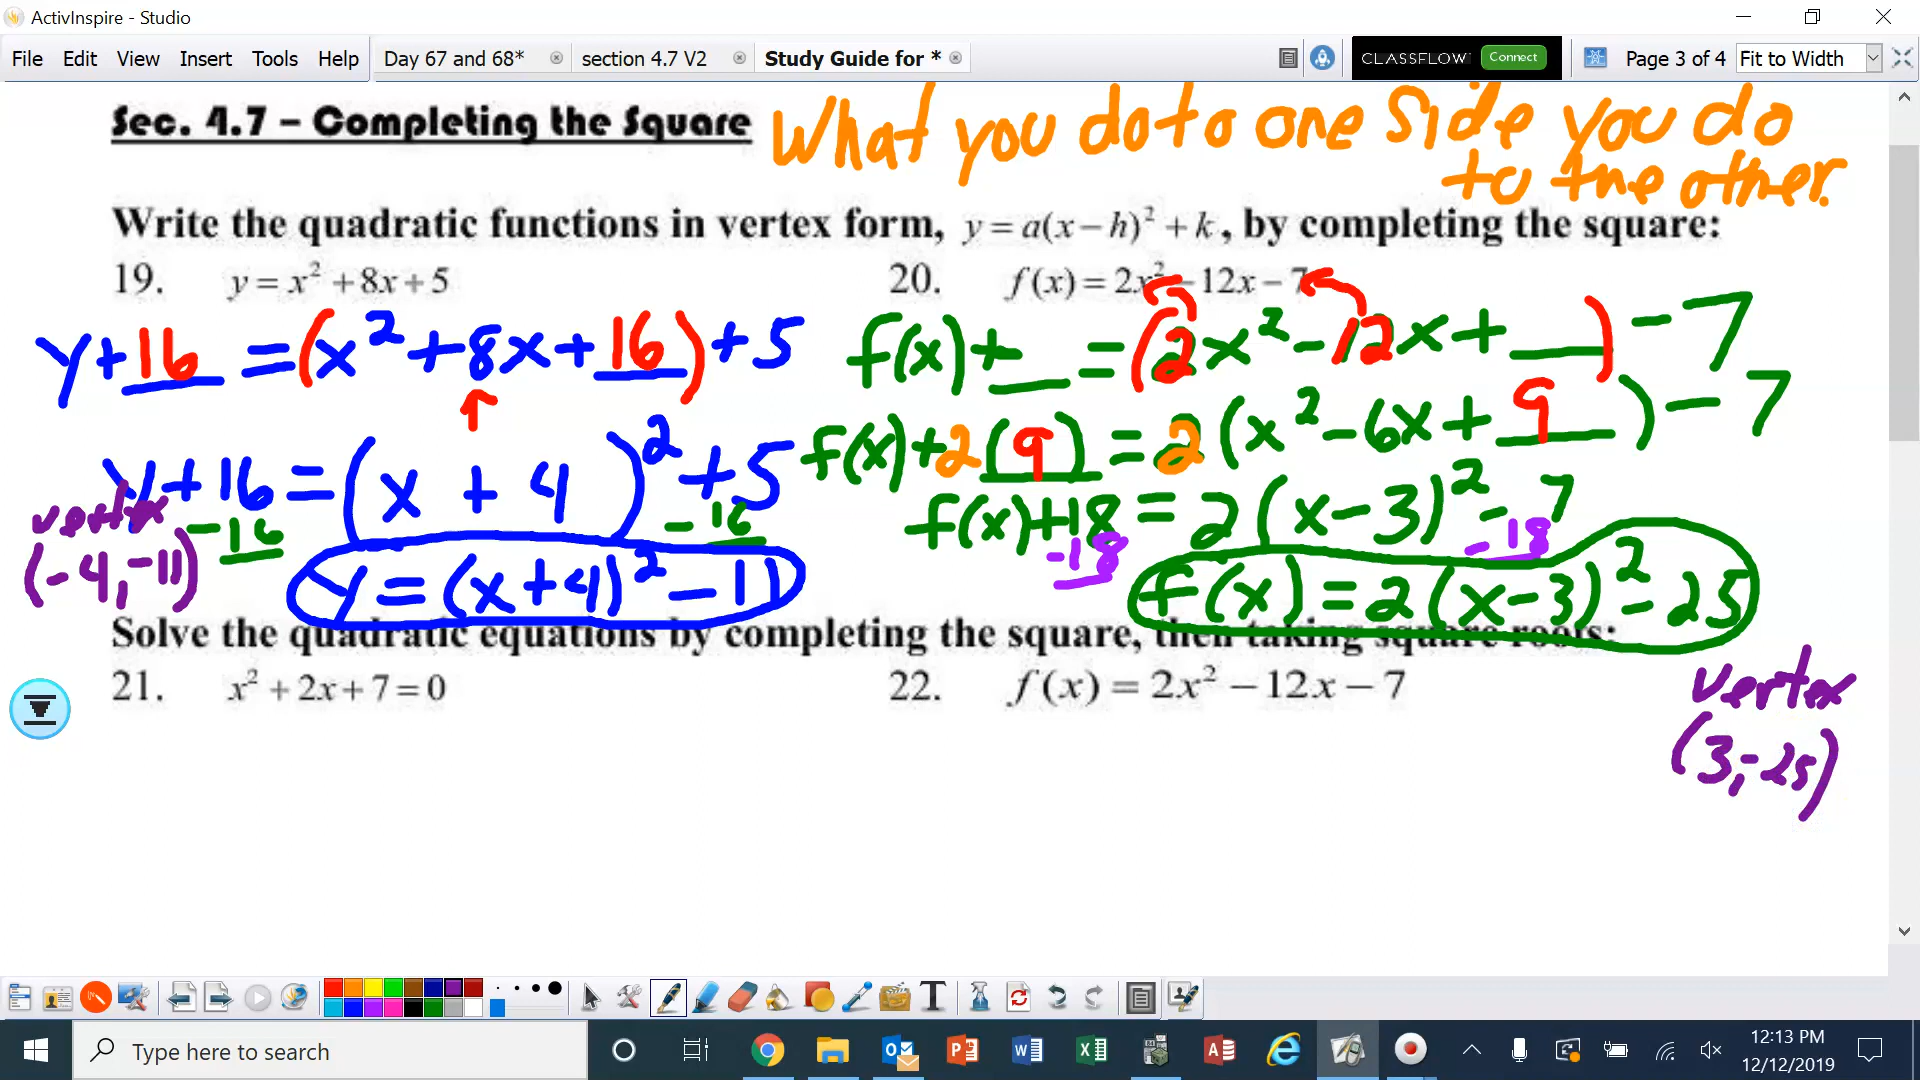 ActivInspire - Studio
File Edit View Insert Tools Help Day 67 and 68* section 4.7 V2 Study Guide for * CLASSFLOW Connect Page 3 of 4 Fit to Width
Sec. 4.7 – Completing the Square What you do to one side you do
to the other.
Write the quadratic functions in vertex form, y = a(x − h)² + k, by completing the square:
19. y = x² + 8x + 5 20. f(x) = 2x² − 12x − 7
y + 16 = (x² + 8x + 16) + 5 f(x) + __ = (2x² − 12x + __) − 7
f(x) + 2(9) = 2(x² − 6x + 9) − 7
y + 16 = (x + 4)² + 5
f(x) + 18 = 2(x − 3)² − 7
vertex − 16 − 16 − 18 − 18
(−4, −11) y = (x + 4)² − 11 f(x) = 2(x − 3)² − 25
Solve the quadratic equations by completing the square, then taking square roots:
21. x² + 2x + 7 = 0 22. f(x) = 2x² − 12x − 7
vertex
(3, −25)
Type here to search
12:13 PM
12/12/2019